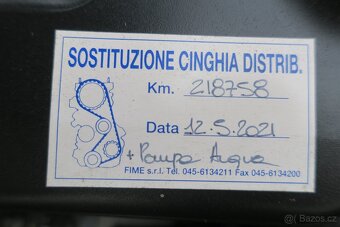 SOSTITUZIONE CINGHIA DISTRIB.
Km. 218758
Data 12.5.2021
+ Pompa Acqua
FIME s.r.l. Tel. 045-6134211 Fax 045-6134200
Bazos.cz